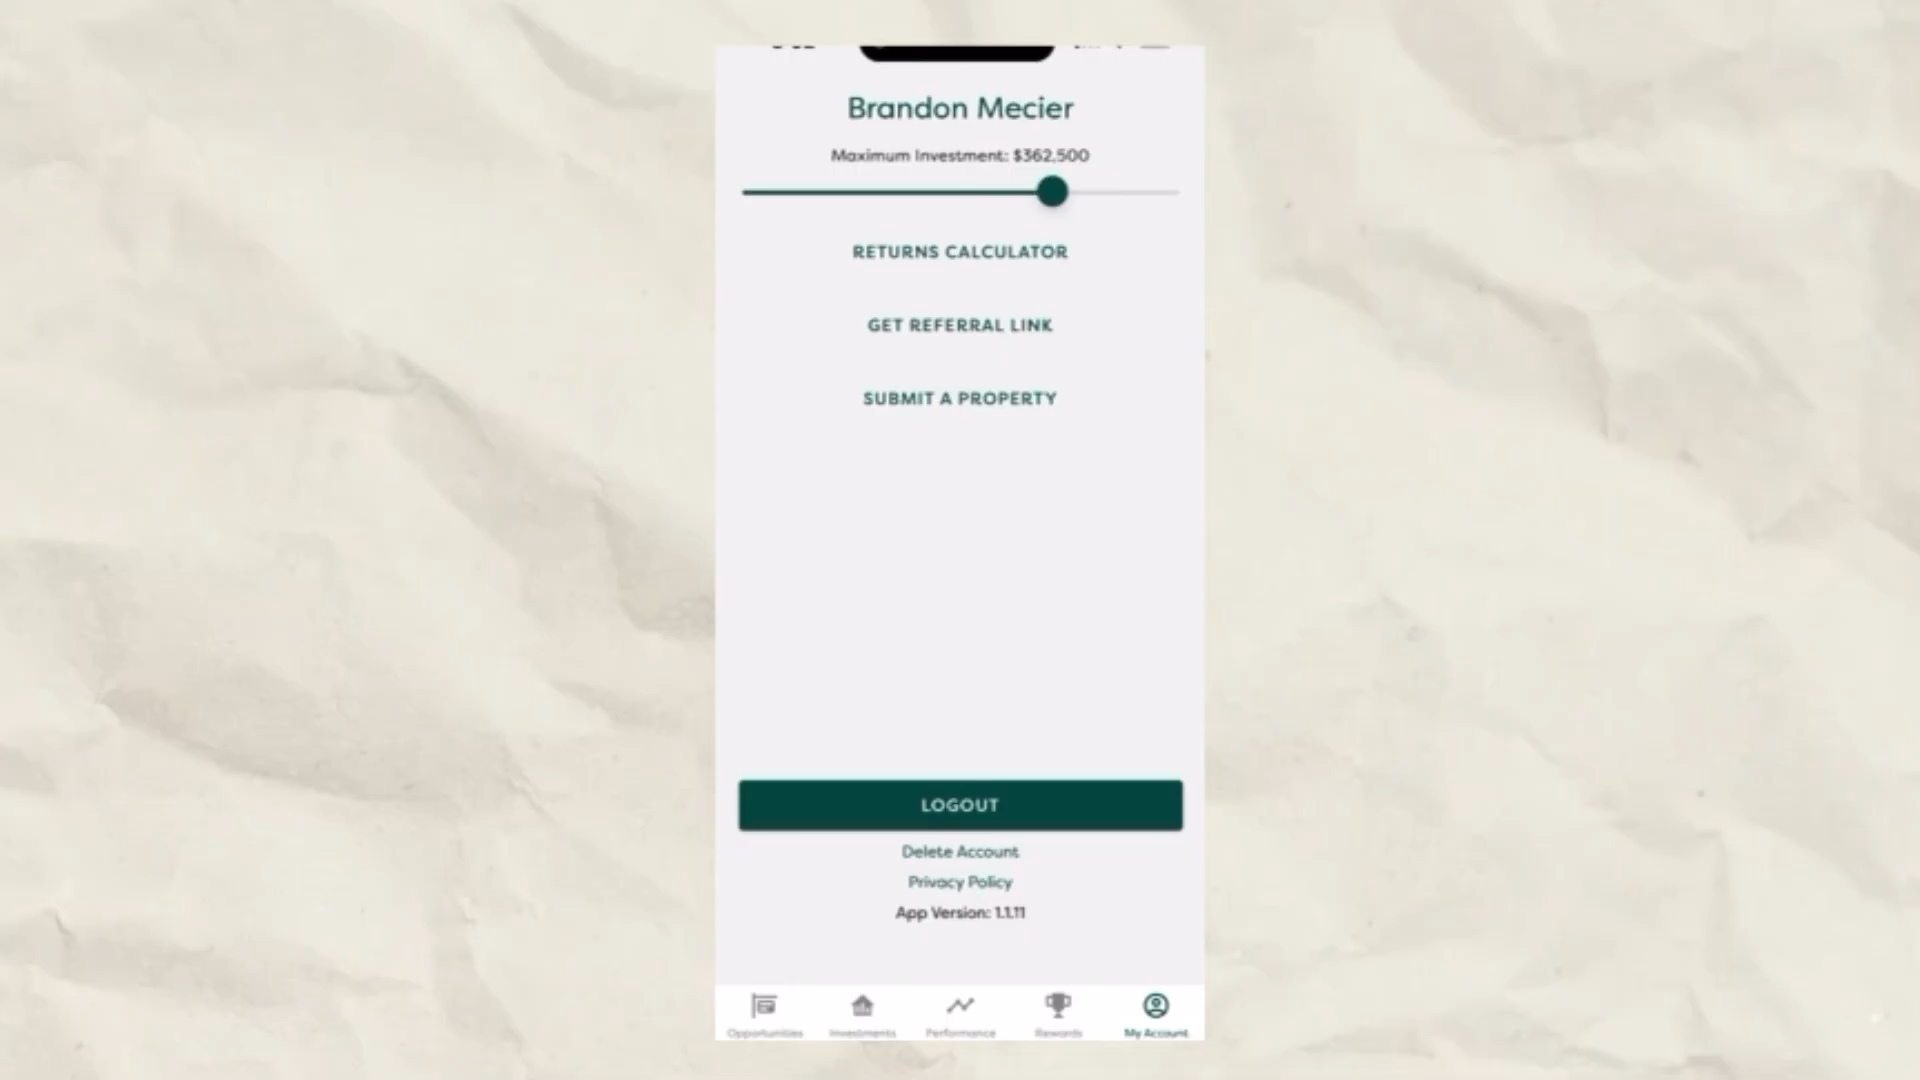 Brandon Mecier
Maximum Investment: $362,500
RETURNS CALCULATOR
GET REFERRAL LINK
SUBMIT A PROPERTY
LOGOUT
Delete Account
Privacy Policy
App Version: 1.1.11
Opportunities Investments Performance Rewards My Account